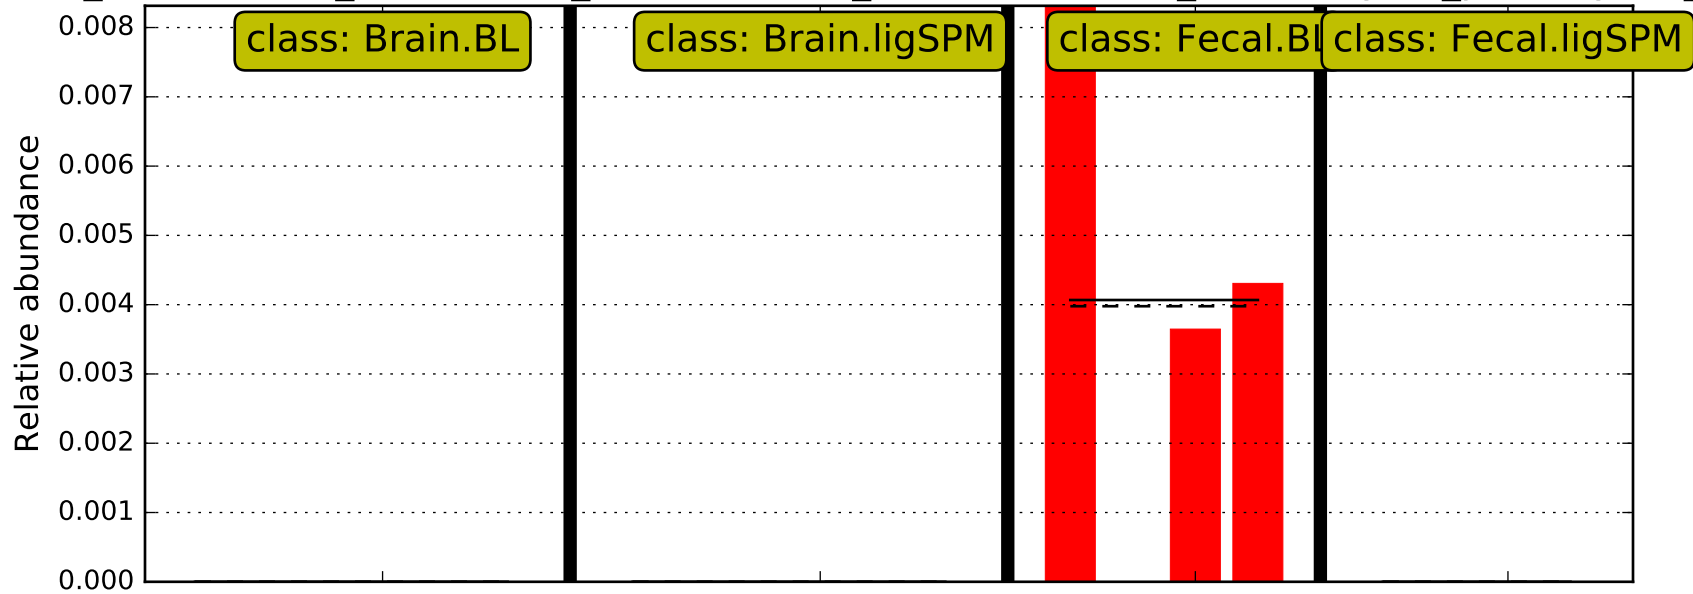 0.008
0.007
0.006
0.005
0.004
0.003
0.002
0.001
0.000
Relative abundance
class: Brain.BL
class: Brain.ligSPM
class: Fecal.BL
class: Fecal.ligSPM